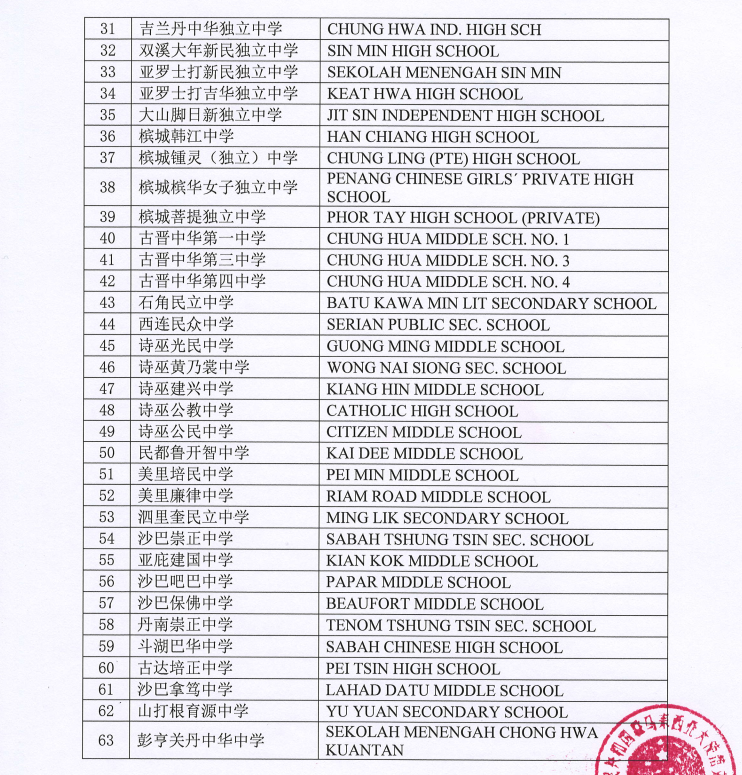 31 吉兰丹中华独立中学 CHUNG HWA IND. HIGH SCH
32 双溪大年新民独立中学 SIN MIN HIGH SCHOOL
33 亚罗士打新民独立中学 SEKOLAH MENENGAH SIN MIN
34 亚罗士打吉华独立中学 KEAT HWA HIGH SCHOOL
35 大山脚日新独立中学 JIT SIN INDEPENDENT HIGH SCHOOL
36 槟城韩江中学 HAN CHIANG HIGH SCHOOL
37 槟城锺灵（独立）中学 CHUNG LING (PTE) HIGH SCHOOL
38 槟城槟华女子独立中学 PENANG CHINESE GIRLS´ PRIVATE HIGH
SCHOOL
39 槟城菩提独立中学 PHOR TAY HIGH SCHOOL (PRIVATE)
40 古晋中华第一中学 CHUNG HUA MIDDLE SCH. NO. 1
41 古晋中华第三中学 CHUNG HUA MIDDLE SCH. NO. 3
42 古晋中华第四中学 CHUNG HUA MIDDLE SCH. NO. 4
43 石角民立中学 BATU KAWA MIN LIT SECONDARY SCHOOL
44 西连民众中学 SERIAN PUBLIC SEC. SCHOOL
45 诗巫光民中学 GUONG MING MIDDLE SCHOOL
46 诗巫黄乃裳中学 WONG NAI SIONG SEC. SCHOOL
47 诗巫建兴中学 KIANG HIN MIDDLE SCHOOL
48 诗巫公教中学 CATHOLIC HIGH SCHOOL
49 诗巫公民中学 CITIZEN MIDDLE SCHOOL
50 民都鲁开智中学 KAI DEE MIDDLE SCHOOL
51 美里培民中学 PEI MIN MIDDLE SCHOOL
52 美里廉律中学 RIAM ROAD MIDDLE SCHOOL
53 泗里奎民立中学 MING LIK SECONDARY SCHOOL
54 沙巴崇正中学 SABAH TSHUNG TSIN SEC. SCHOOL
55 亚庇建国中学 KIAN KOK MIDDLE SCHOOL
56 沙巴吧巴中学 PAPAR MIDDLE SCHOOL
57 沙巴保佛中学 BEAUFORT MIDDLE SCHOOL
58 丹南崇正中学 TENOM TSHUNG TSIN SEC. SCHOOL
59 斗湖巴华中学 SABAH CHINESE HIGH SCHOOL
60 古达培正中学 PEI TSIN HIGH SCHOOL
61 沙巴拿笃中学 LAHAD DATU MIDDLE SCHOOL
62 山打根育源中学 YU YUAN SECONDARY SCHOOL
63 彭亨关丹中华中学 SEKOLAH MENENGAH CHONG HWA
KUANTAN
共和国驻马来西亚大使馆